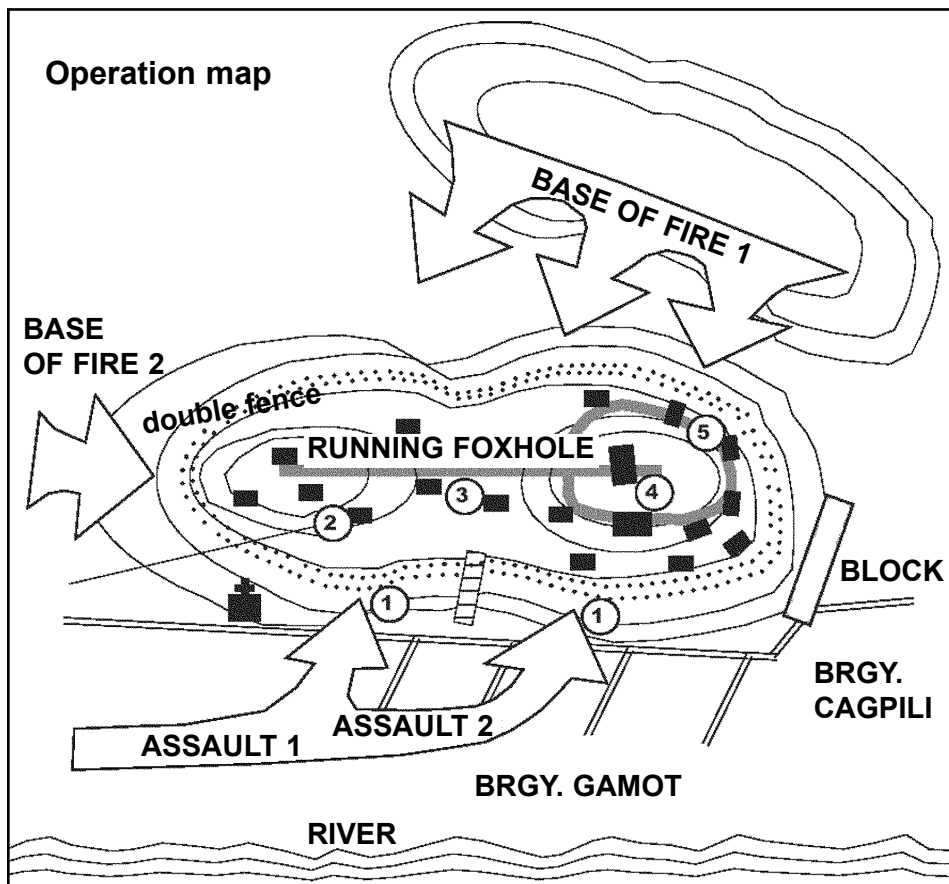 Operation map
BASE OF FIRE 1
BASE
OF FIRE 2
double fence
RUNNING FOXHOLE
5
4
3
2
1
1
BLOCK
BRGY.
CAGPILI
ASSAULT 2
ASSAULT 1
BRGY. GAMOT
RIVER